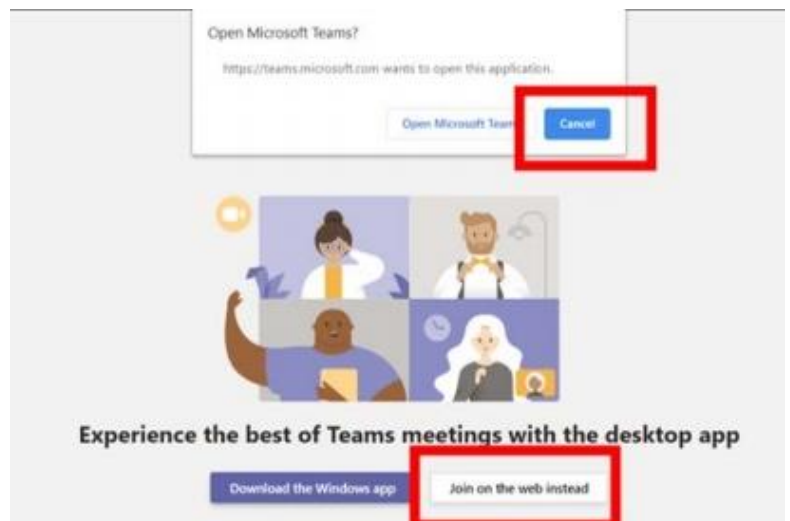 Open Microsoft Teams?
https://teams.microsoft.com wants to open this application.
Open Microsoft Team
Cancel
Experience the best of Teams meetings with the desktop app
Download the Windows app
Join on the web instead